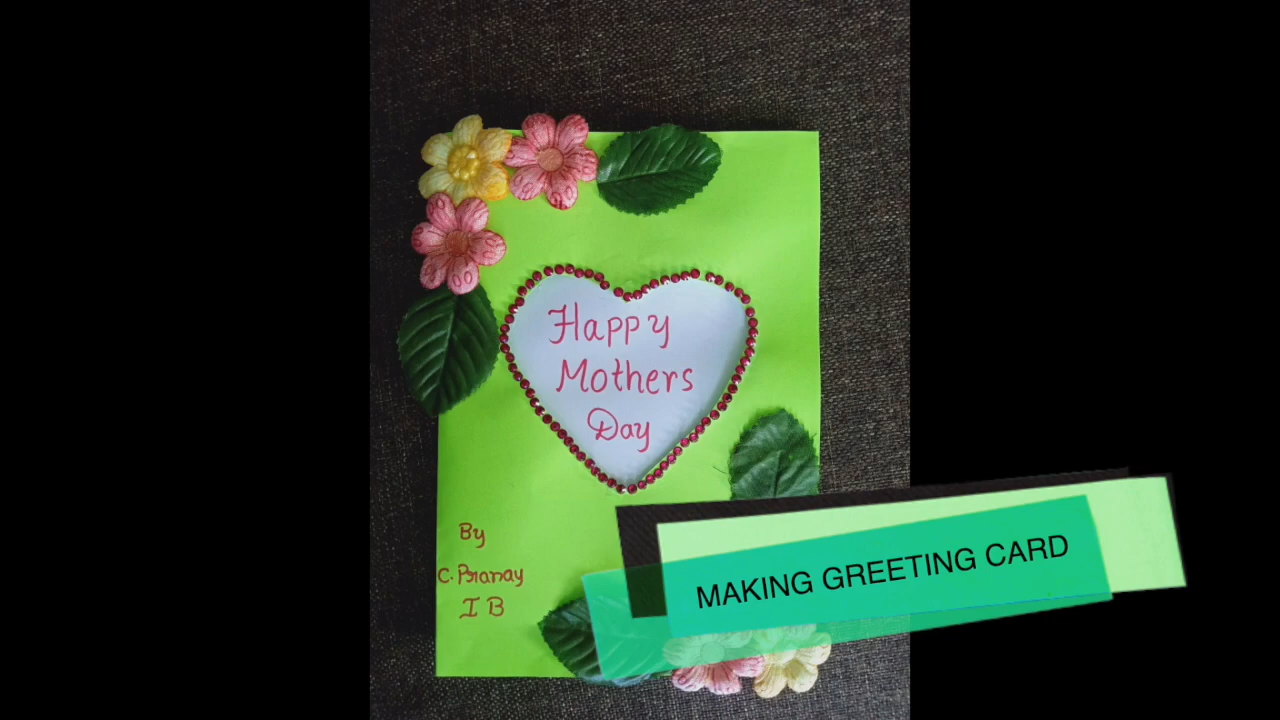 Happy
Mothers
Day
By
C. Pranay
I B
MAKING GREETING CARD